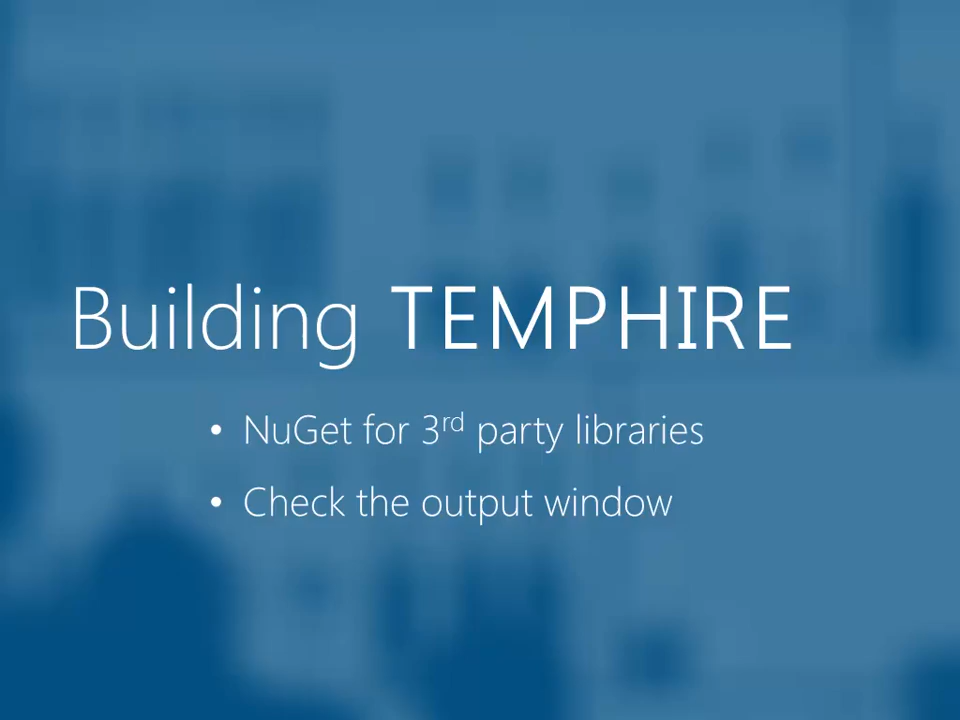 Building TEMPHIRE
• NuGet for 3rd party libraries
• Check the output window